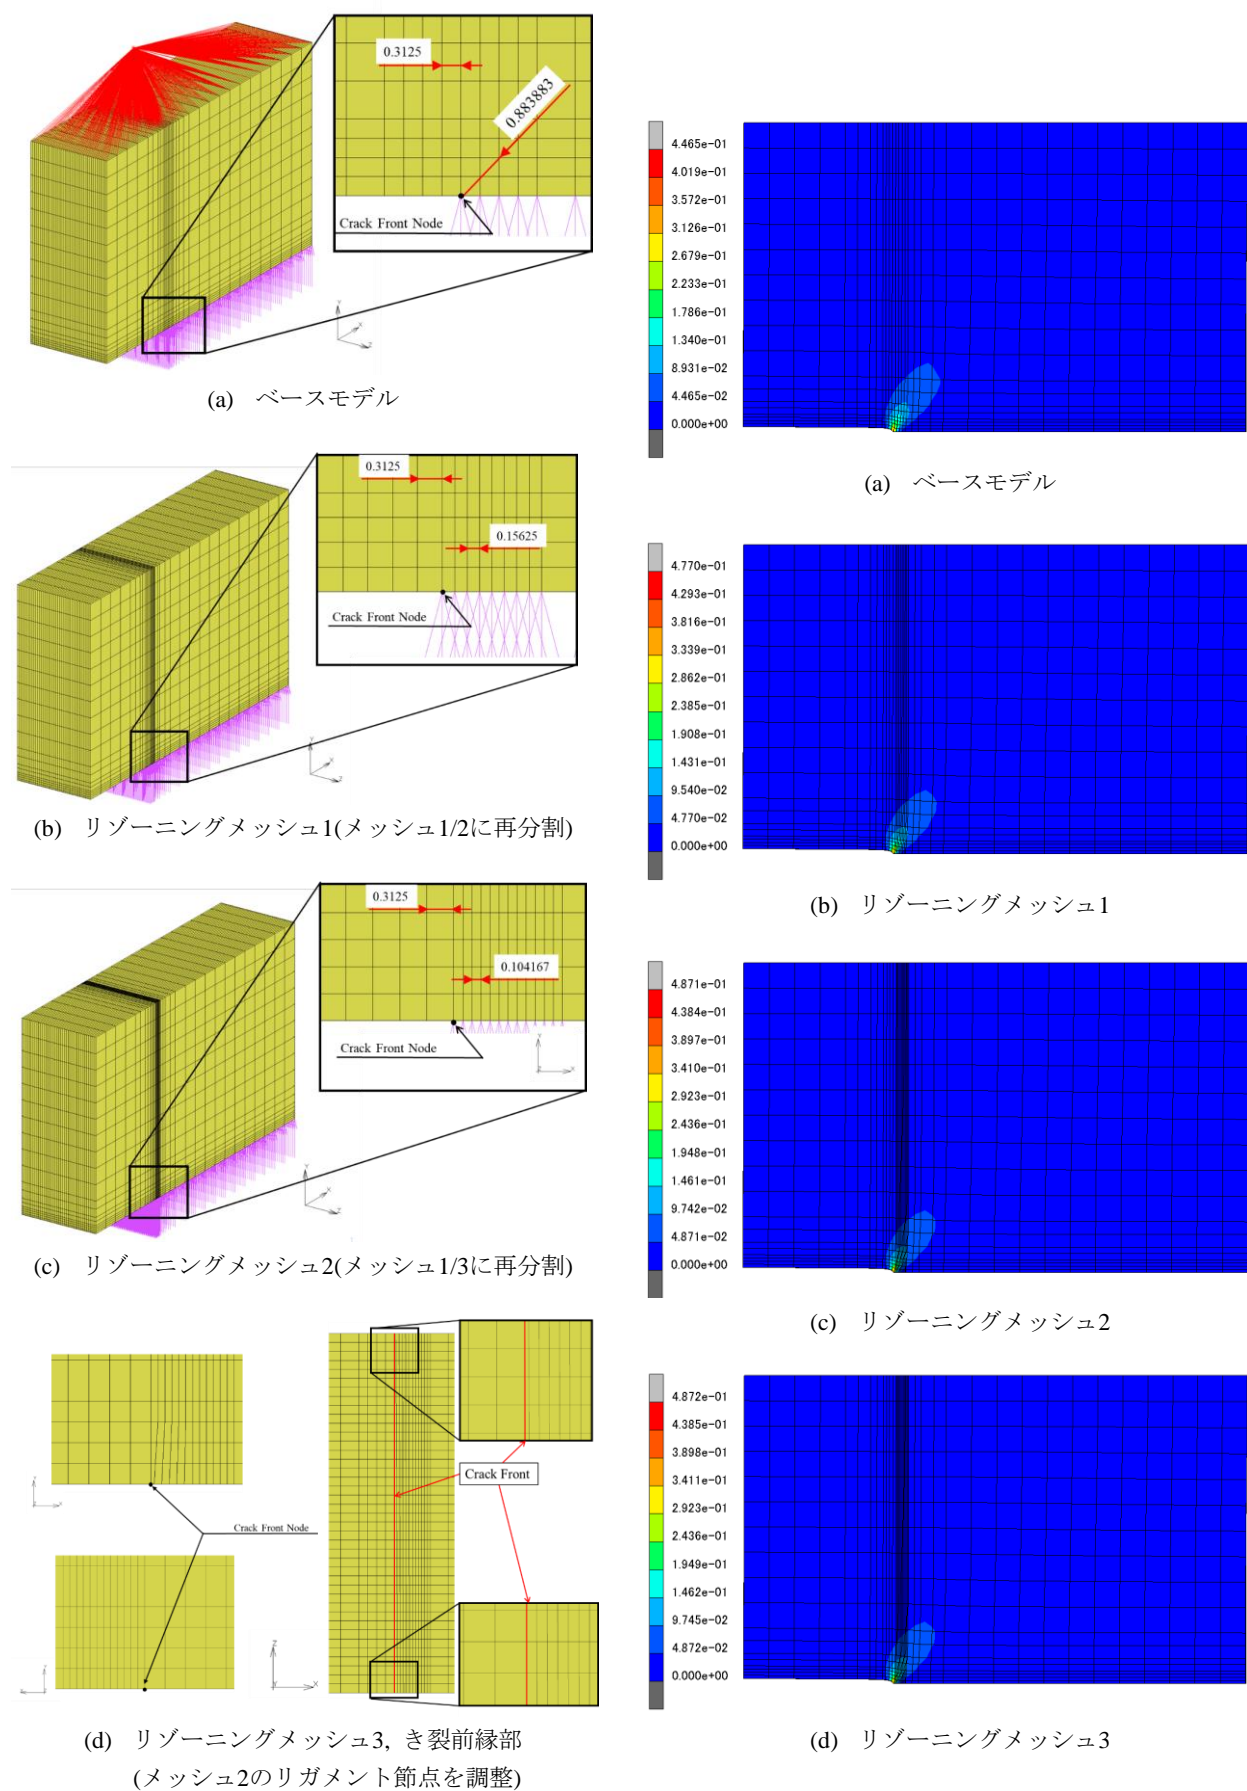 0.3125
0.883883
Crack Front Node
(a) ベースモデル
0.3125
0.15625
Crack Front Node
(b) リゾーニングメッシュ1(メッシュ1/2に再分割)
0.3125
0.104167
Crack Front Node
(c) リゾーニングメッシュ2(メッシュ1/3に再分割)
Crack Front
Crack Front Node
(d) リゾーニングメッシュ3, き裂前縁部
(メッシュ2のリガメント節点を調整)
4.465e-01
4.019e-01
3.572e-01
3.126e-01
2.679e-01
2.233e-01
1.786e-01
1.340e-01
8.931e-02
4.465e-02
0.000e+00
(a) ベースモデル
4.770e-01
4.293e-01
3.816e-01
3.339e-01
2.862e-01
2.385e-01
1.908e-01
1.431e-01
9.540e-02
4.770e-02
0.000e+00
(b) リゾーニングメッシュ1
4.871e-01
4.384e-01
3.897e-01
3.410e-01
2.923e-01
2.436e-01
1.948e-01
1.461e-01
9.742e-02
4.871e-02
0.000e+00
(c) リゾーニングメッシュ2
4.872e-01
4.385e-01
3.898e-01
3.411e-01
2.923e-01
2.436e-01
1.949e-01
1.462e-01
9.745e-02
4.872e-02
0.000e+00
(d) リゾーニングメッシュ3